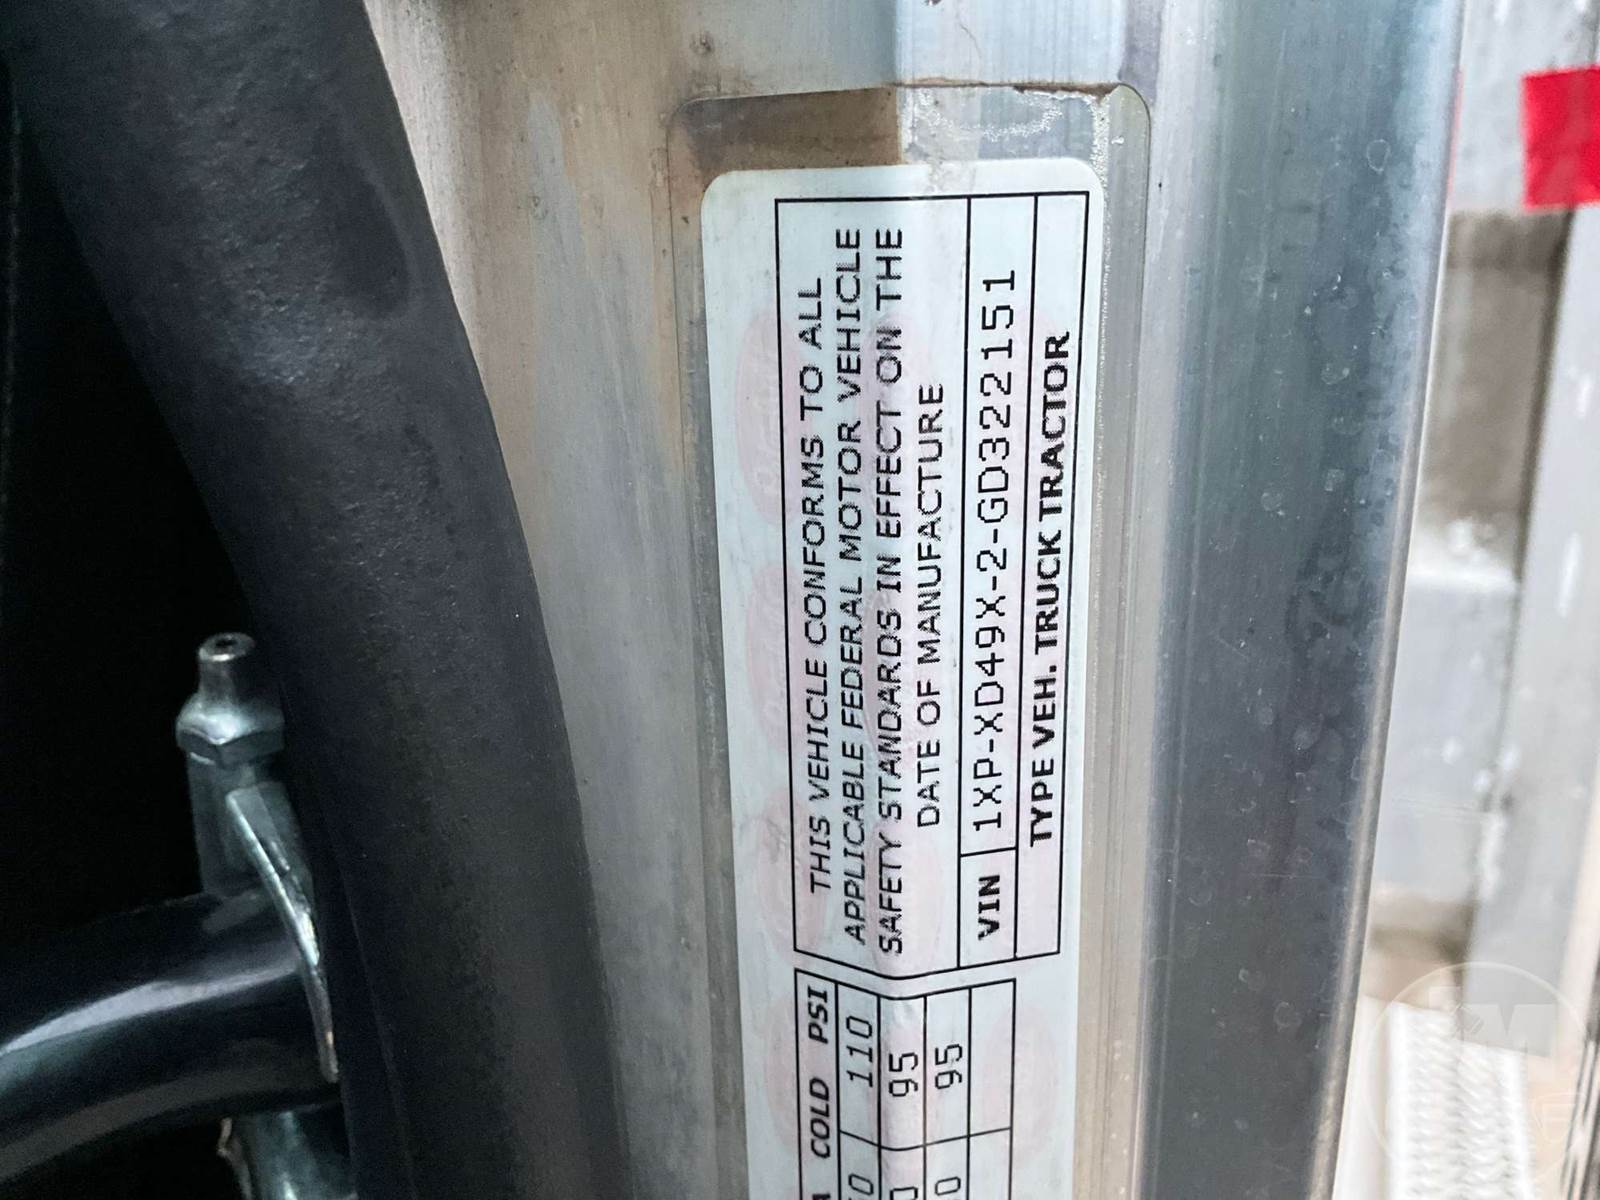 THIS VEHICLE CONFORMS TO ALL
APPLICABLE FEDERAL MOTOR VEHICLE
SAFETY STANDARDS IN EFFECT ON THE
DATE OF MANUFACTURE
VIN 1XP-XD49X-2-GD322151
TYPE VEH. TRUCK TRACTOR
COLD PSI
110
95
95